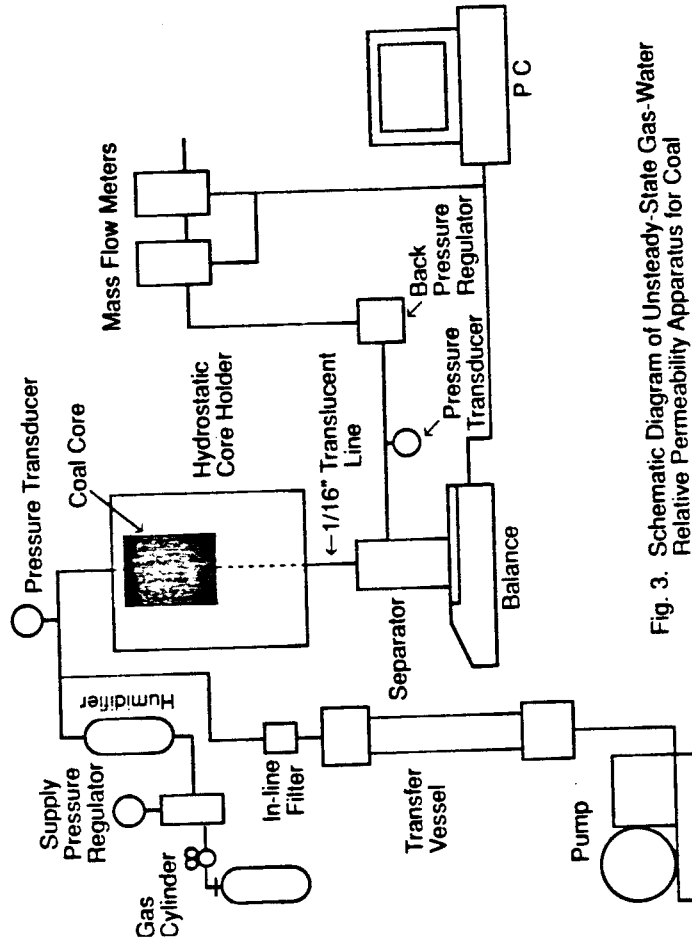 Pressure Transducer
Coal Core
Mass Flow Meters
Hydrostatic
Core Holder
Humidifier
Supply
Pressure
Regulator
Gas
Cylinder
In-line
Filter
←1/16" Translucent
Line
Back
Pressure
Regulator
Pressure
Transducer
P C
Separator
Balance
Transfer
Vessel
Pump
Fig. 3. Schematic Diagram of Unsteady-State Gas-Water
Relative Permeability Apparatus for Coal